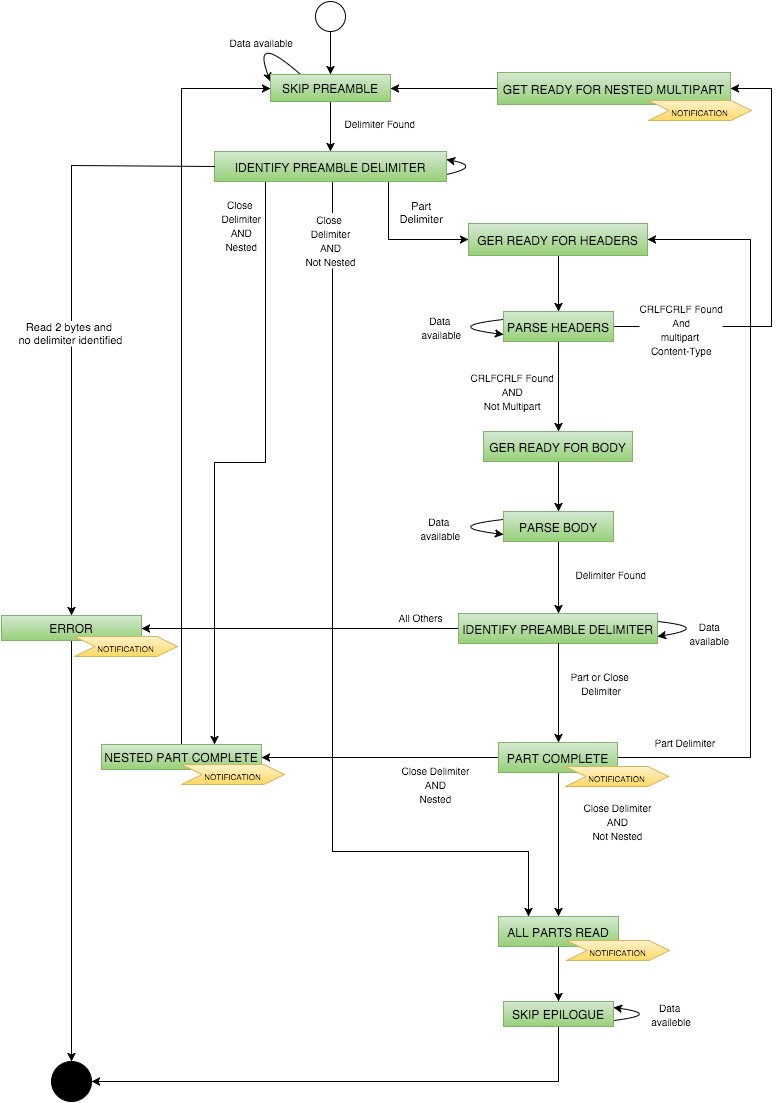 Data available
SKIP PREAMBLE
GET READY FOR NESTED MULTIPART
NOTIFICATION
Delimiter Found
IDENTIFY PREAMBLE DELIMITER
Close
Delimiter
AND
Nested
Close
Delimiter
AND
Not Nested
Part
Delimiter
GER READY FOR HEADERS
Read 2 bytes and
no delimiter identified
Data
available
PARSE HEADERS
CRLFCRLF Found
And
multipart
Content-Type
CRLFCRLF Found
AND
Not Multipart
GER READY FOR BODY
Data
available
PARSE BODY
Delimiter Found
ERROR
NOTIFICATION
All Others
IDENTIFY PREAMBLE DELIMITER
Data
available
Part or Close
Delimiter
NESTED PART COMPLETE
NOTIFICATION
Close Delimiter
AND
Nested
PART COMPLETE
NOTIFICATION
Part Delimiter
Close Delimiter
AND
Not Nested
ALL PARTS READ
NOTIFICATION
SKIP EPILOGUE
Data
availeble